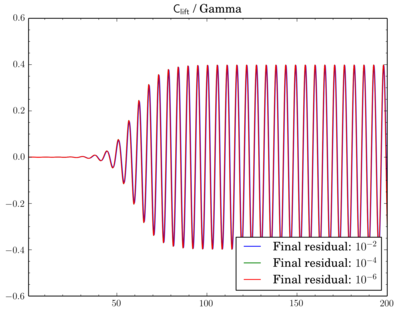 C_lift / Gamma
0.6
0.4
0.2
0.0
−0.2
−0.4
−0.6
50
100
150
200
Final residual: 10⁻²
Final residual: 10⁻⁴
Final residual: 10⁻⁶